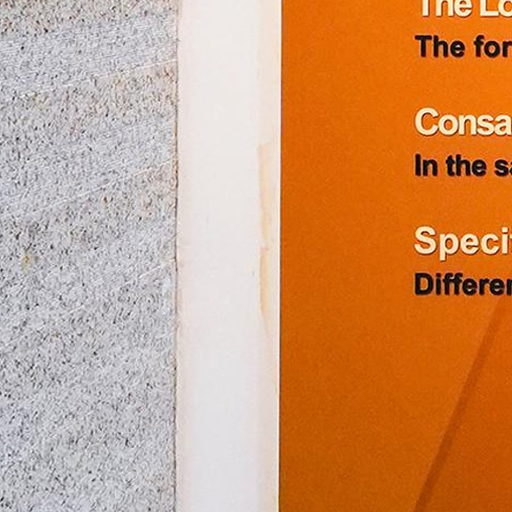 The Lo
The for
Consa
In the sa
Specif
Differen